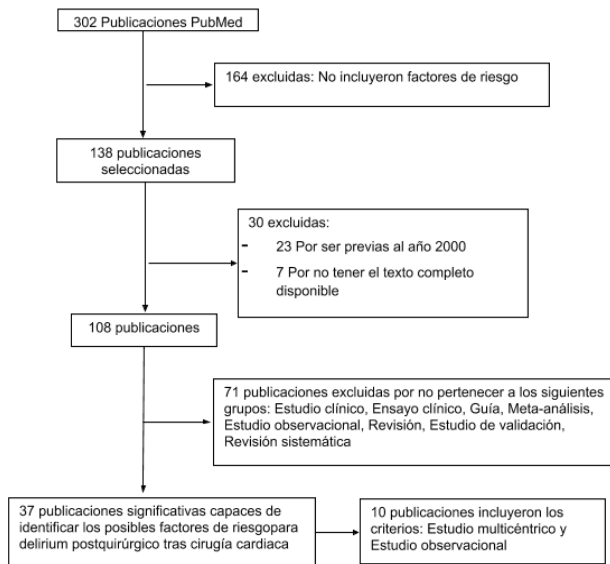 302 Publicaciones PubMed
164 excluidas: No incluyeron factores de riesgo
138 publicaciones
seleccionadas
30 excluidas:
- 23 Por ser previas al año 2000
- 7 Por no tener el texto completo
disponible
108 publicaciones
71 publicaciones excluidas por no pertenecer a los siguientes
grupos: Estudio clínico, Ensayo clínico, Guía, Meta-análisis,
Estudio observacional, Revisión, Estudio de validación,
Revisión sistemática
37 publicaciones significativas capaces de
identificar los posibles factores de riesgopara
delirium postquirúrgico tras cirugía cardiaca
10 publicaciones incluyeron los
criterios: Estudio multicéntrico y
Estudio observacional